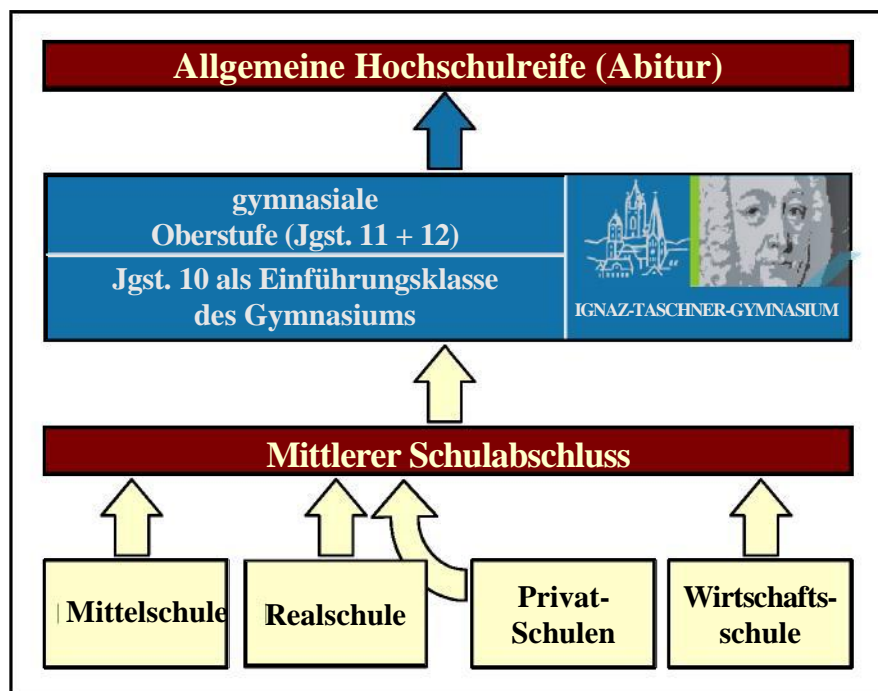 Allgemeine Hochschulreife (Abitur)
gymnasiale
Oberstufe (Jgst. 11 + 12)
Jgst. 10 als Einführungsklasse
des Gymnasiums
IGNAZ-TASCHNER-GYMNASIUM
Mittlerer Schulabschluss
Mittelschule
Realschule
Privat-
Schulen
Wirtschafts-
schule